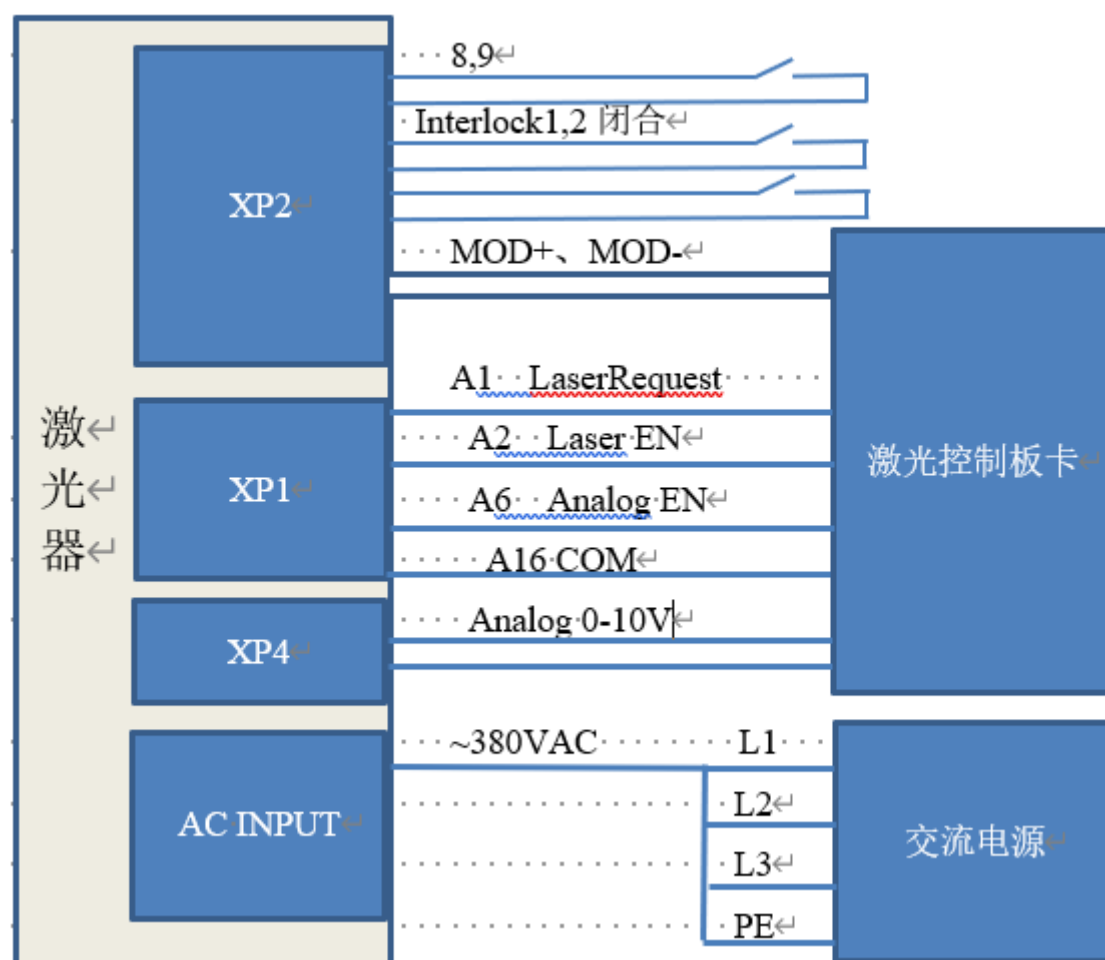 8,9
Interlock1,2 闭合
XP2
MOD+、MOD-
A1 LaserRequest
激
光
器
A2 Laser EN
XP1
A6 Analog EN
激光控制板卡
A16 COM
Analog 0-10V
XP4
~380VAC L1
AC INPUT
L2
L3
PE
交流电源